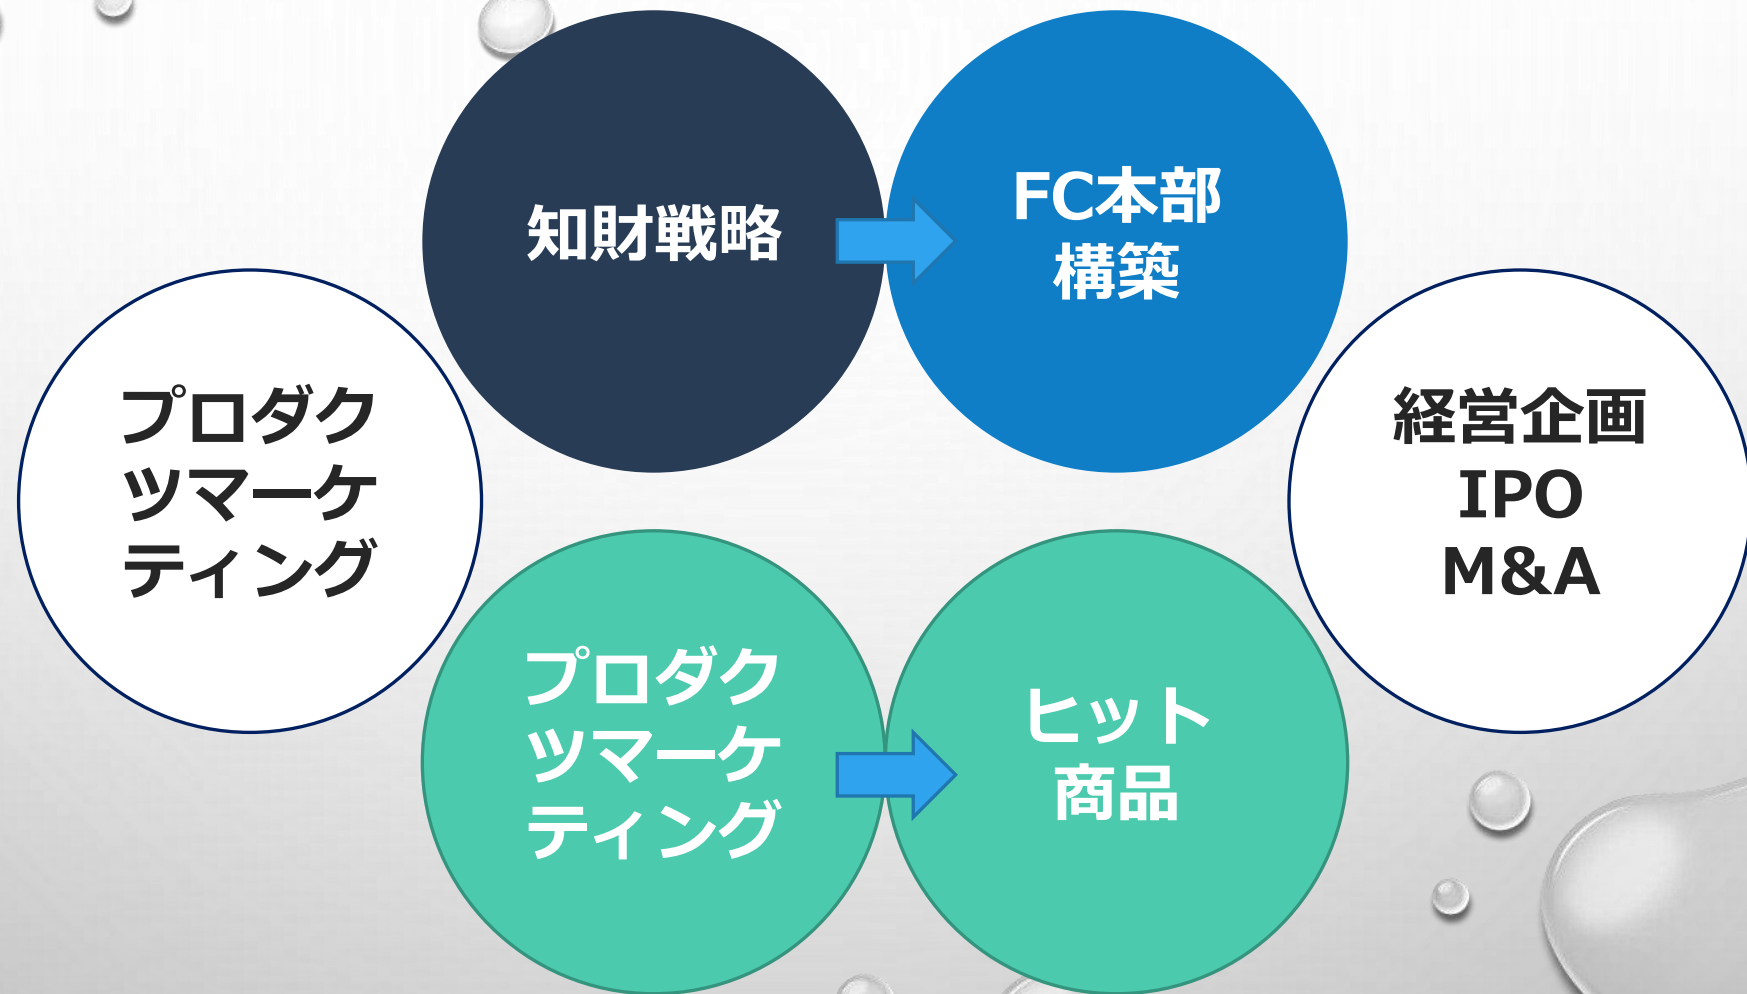 知財戦略
FC本部
構築
プロダク
ツマーケ
ティング
経営企画
IPO
M&A
プロダク
ツマーケ
ティング
ヒット
商品